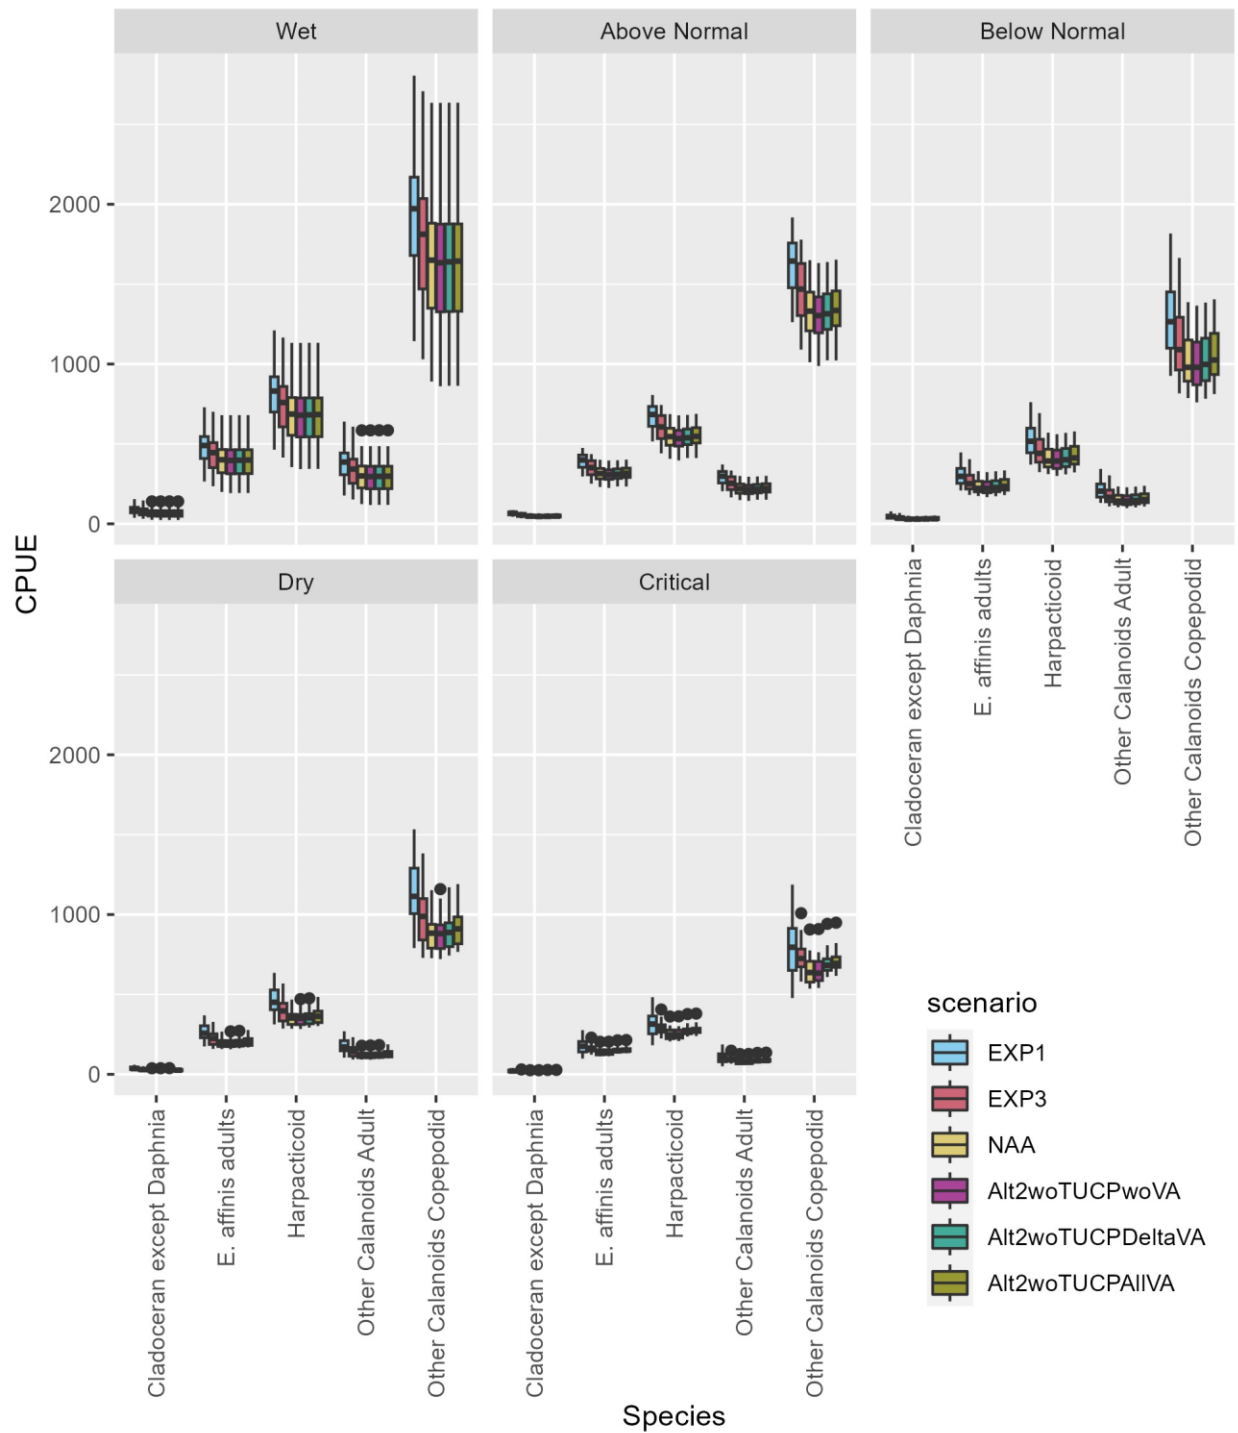 Wet
Above Normal
Below Normal
2000
1000
0
CPUE
Cladoceran except Daphnia
E. affinis adults
Harpacticoid
Other Calanoids Adult
Other Calanoids Copepodid
Dry
Critical
2000
1000
0
Cladoceran except Daphnia
E. affinis adults
Harpacticoid
Other Calanoids Adult
Other Calanoids Copepodid
Cladoceran except Daphnia
E. affinis adults
Harpacticoid
Other Calanoids Adult
Other Calanoids Copepodid
Species
scenario
EXP1
EXP3
NAA
Alt2woTUCPwoVA
Alt2woTUCPDeltaVA
Alt2woTUCPAllVA